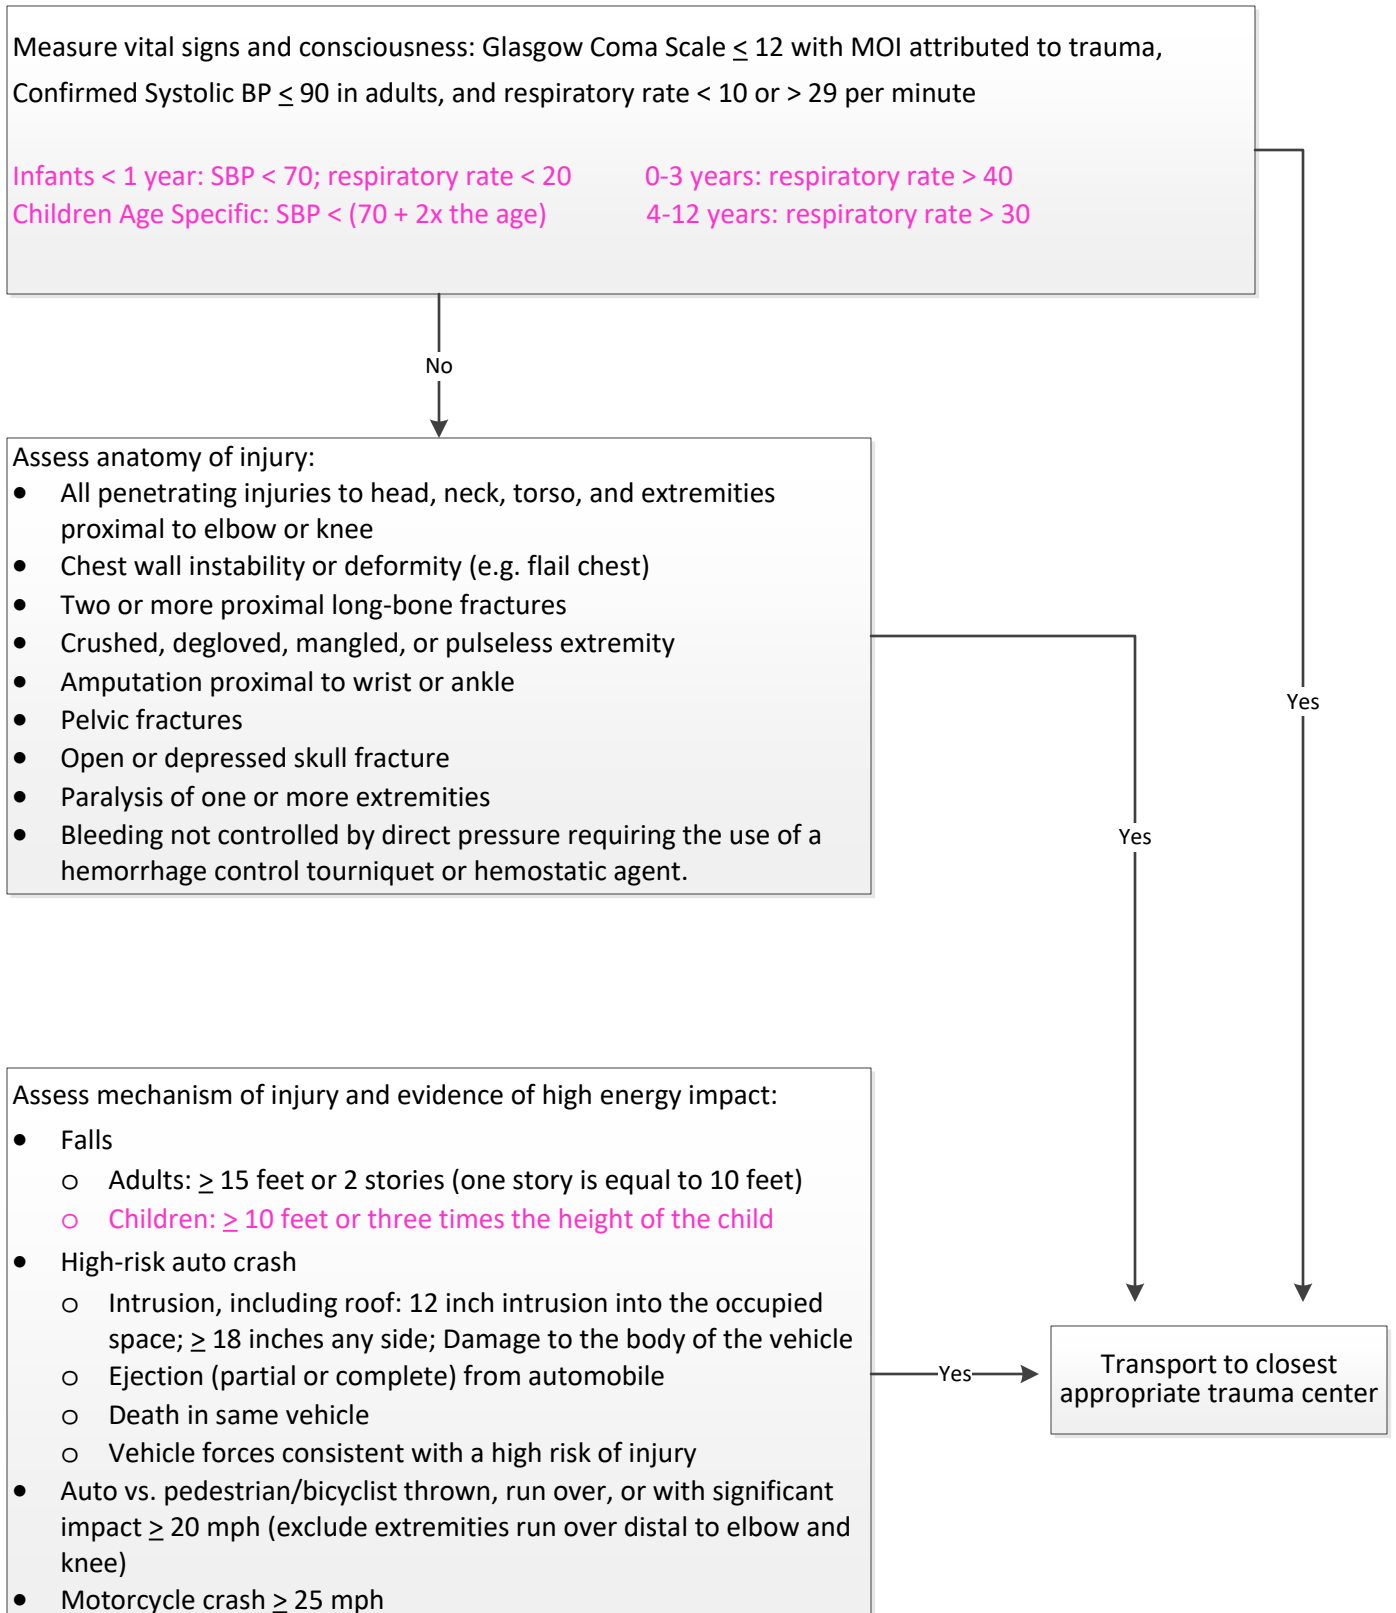 Measure vital signs and consciousness: Glasgow Coma Scale ≤ 12 with MOI attributed to trauma,
Confirmed Systolic BP ≤ 90 in adults, and respiratory rate < 10 or > 29 per minute
Infants < 1 year: SBP < 70; respiratory rate < 20 0-3 years: respiratory rate > 40
Children Age Specific: SBP < (70 + 2x the age) 4-12 years: respiratory rate > 30
No
Assess anatomy of injury:
• All penetrating injuries to head, neck, torso, and extremities
proximal to elbow or knee
• Chest wall instability or deformity (e.g. flail chest)
• Two or more proximal long-bone fractures
• Crushed, degloved, mangled, or pulseless extremity
• Amputation proximal to wrist or ankle
• Pelvic fractures
• Open or depressed skull fracture
• Paralysis of one or more extremities
• Bleeding not controlled by direct pressure requiring the use of a
hemorrhage control tourniquet or hemostatic agent.
Yes
Yes
Assess mechanism of injury and evidence of high energy impact:
• Falls
o Adults: ≥ 15 feet or 2 stories (one story is equal to 10 feet)
o Children: ≥ 10 feet or three times the height of the child
• High-risk auto crash
o Intrusion, including roof: 12 inch intrusion into the occupied
space; ≥ 18 inches any side; Damage to the body of the vehicle
o Ejection (partial or complete) from automobile
o Death in same vehicle
o Vehicle forces consistent with a high risk of injury
• Auto vs. pedestrian/bicyclist thrown, run over, or with significant
impact ≥ 20 mph (exclude extremities run over distal to elbow and
knee)
• Motorcycle crash ≥ 25 mph
Yes
Transport to closest
appropriate trauma center